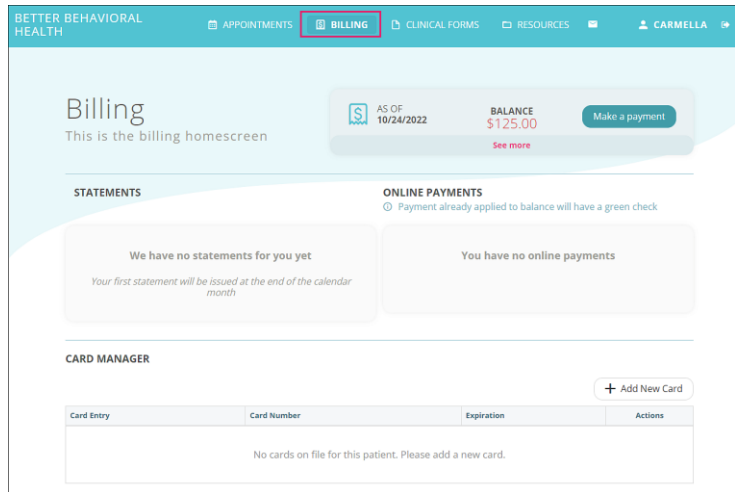 BETTER BEHAVIORAL
HEALTH
APPOINTMENTS
BILLING
CLINICAL FORMS
RESOURCES
CARMELLA
Billing
This is the billing homescreen
AS OF
10/24/2022
BALANCE
$125.00
Make a payment
See more
STATEMENTS
ONLINE PAYMENTS
Payment already applied to balance will have a green check
We have no statements for you yet
Your first statement will be issued at the end of the calendar
month
You have no online payments
CARD MANAGER
+ Add New Card
Card Entry
Card Number
Expiration
Actions
No cards on file for this patient. Please add a new card.